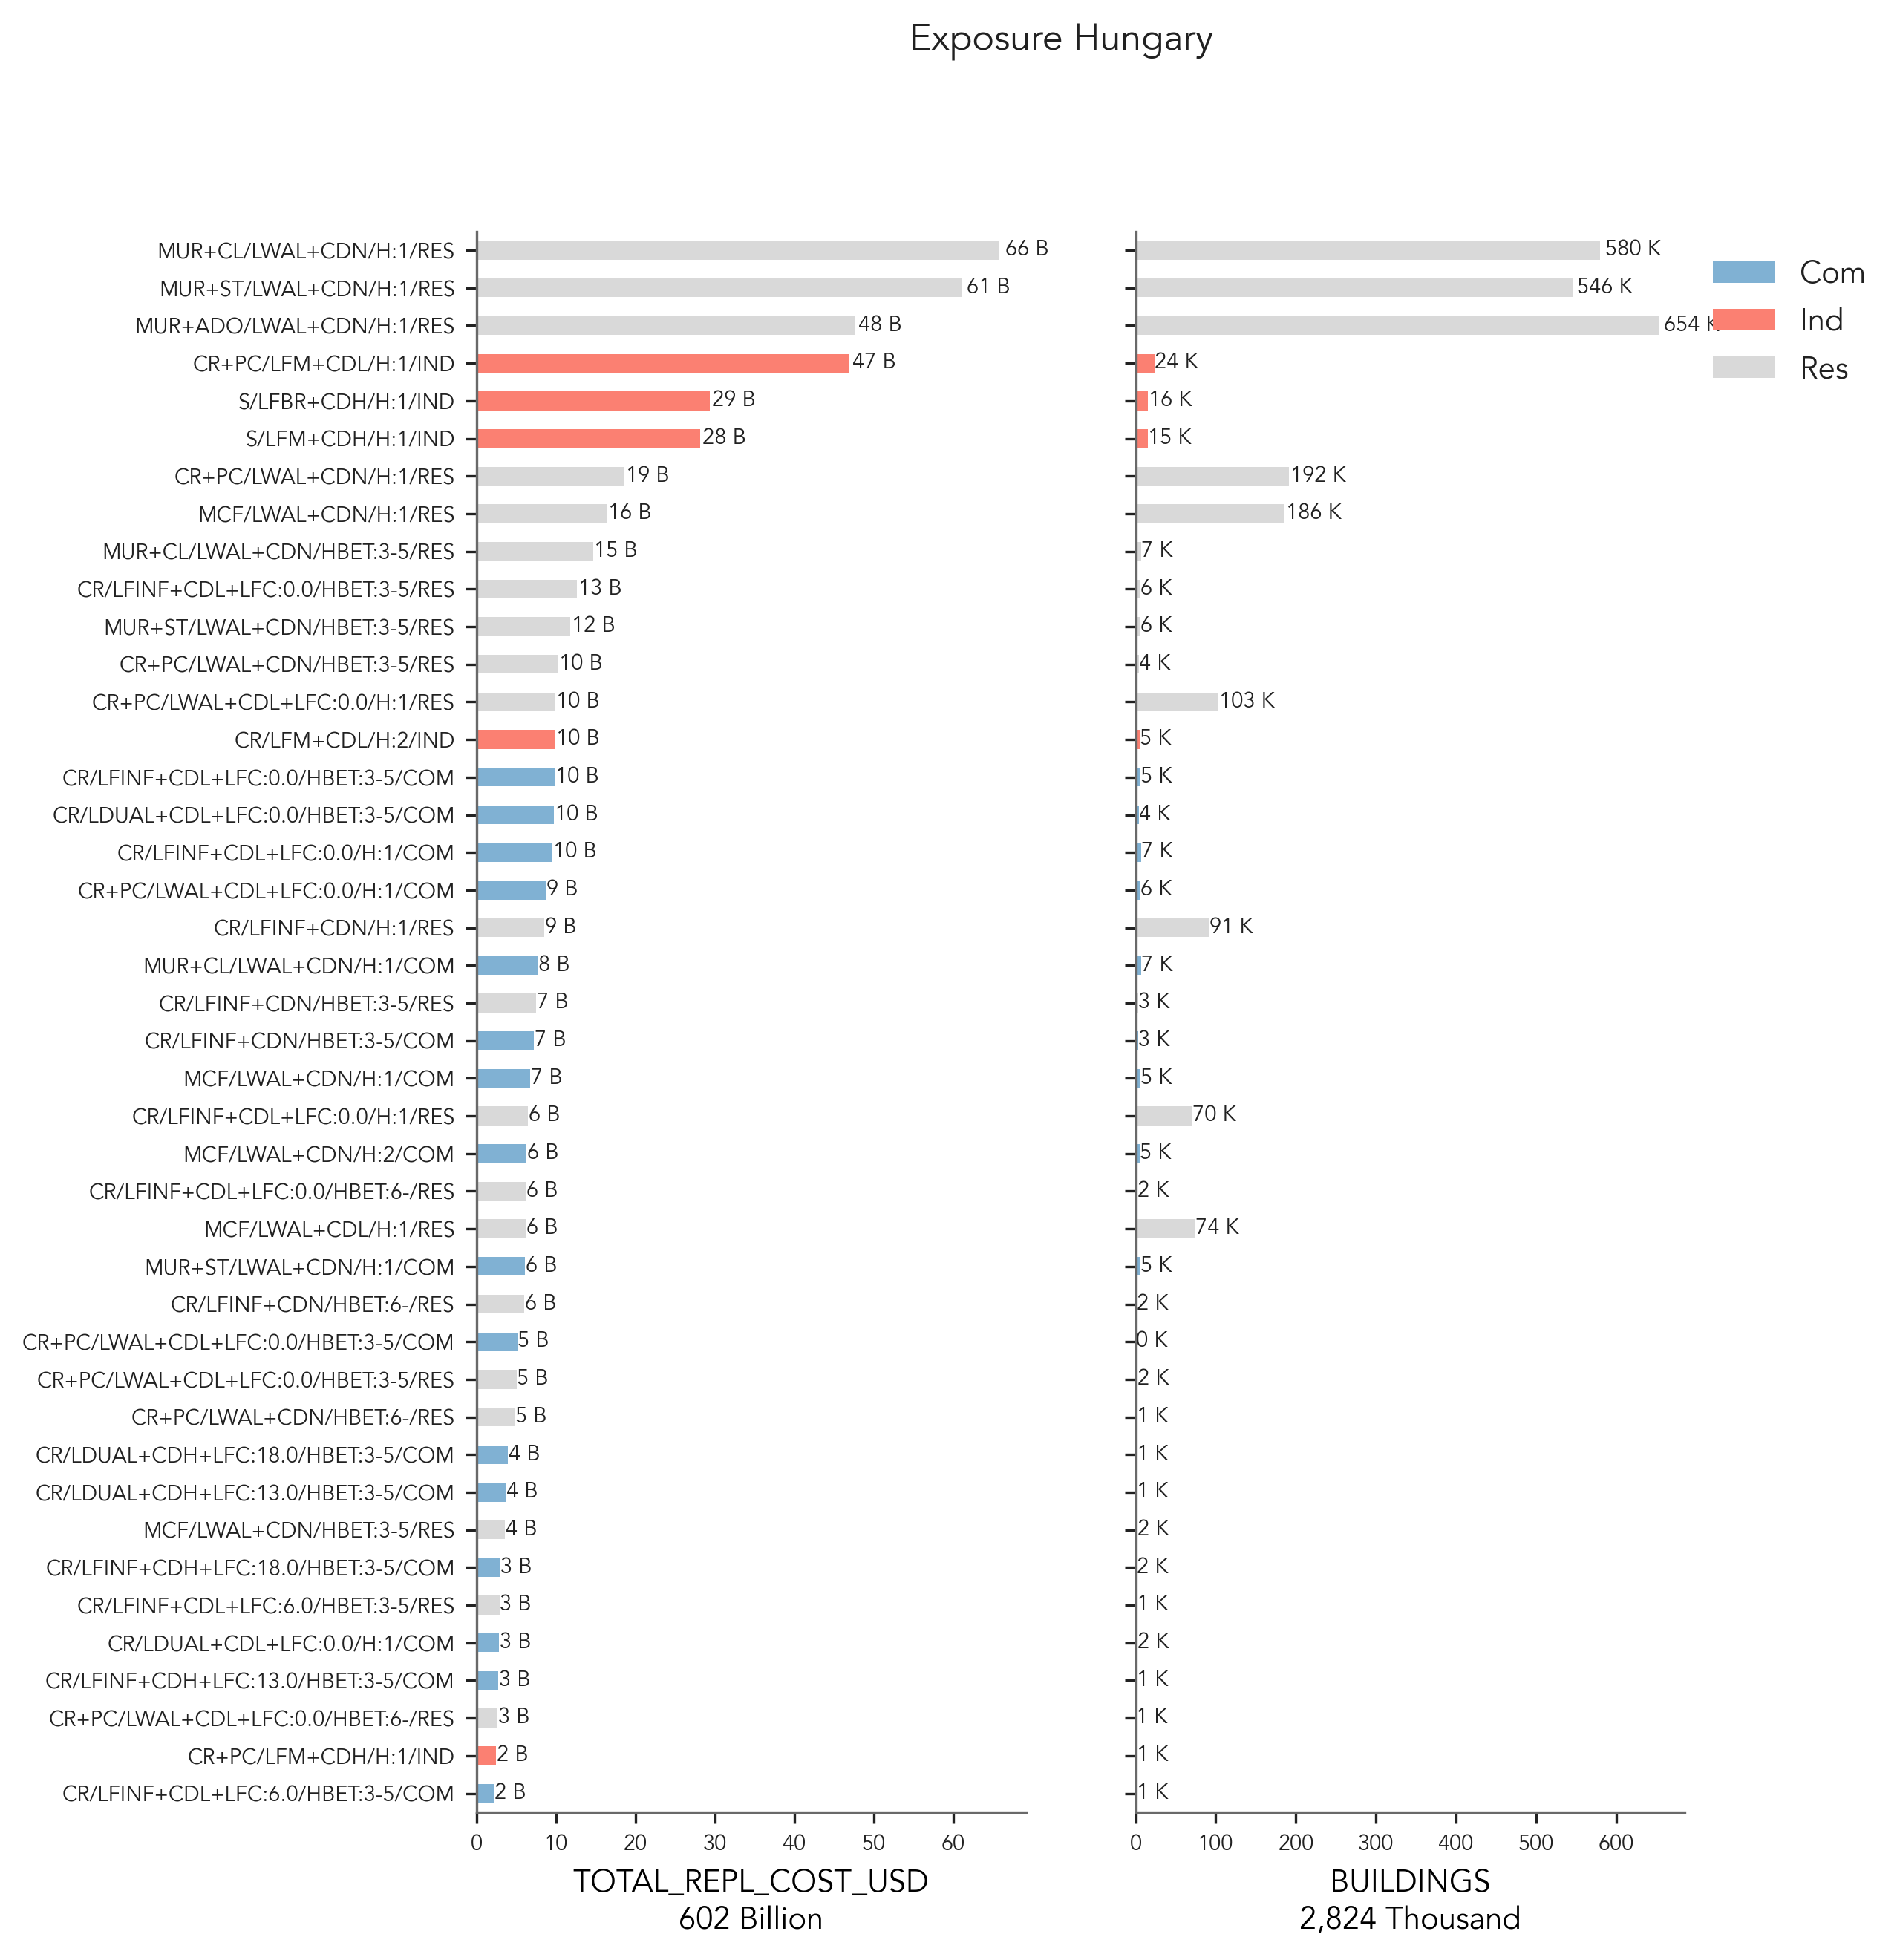 Exposure Hungary
MUR+CL/LWAL+CDN/H:1/RES 66 B 580 K
MUR+ST/LWAL+CDN/H:1/RES 61 B 546 K
MUR+ADO/LWAL+CDN/H:1/RES 48 B 654 K
CR+PC/LFM+CDL/H:1/IND 47 B 24 K
S/LFBR+CDH/H:1/IND 29 B 16 K
S/LFM+CDH/H:1/IND 28 B 15 K
CR+PC/LWAL+CDN/H:1/RES 19 B 192 K
MCF/LWAL+CDN/H:1/RES 16 B 186 K
MUR+CL/LWAL+CDN/HBET:3-5/RES 15 B 7 K
CR/LFINF+CDL+LFC:0.0/HBET:3-5/RES 13 B 6 K
MUR+ST/LWAL+CDN/HBET:3-5/RES 12 B 6 K
CR+PC/LWAL+CDN/HBET:3-5/RES 10 B 4 K
CR+PC/LWAL+CDL+LFC:0.0/H:1/RES 10 B 103 K
CR/LFM+CDL/H:2/IND 10 B 5 K
CR/LFINF+CDL+LFC:0.0/HBET:3-5/COM 10 B 5 K
CR/LDUAL+CDL+LFC:0.0/HBET:3-5/COM 10 B 4 K
CR/LFINF+CDL+LFC:0.0/H:1/COM 10 B 7 K
CR+PC/LWAL+CDL+LFC:0.0/H:1/COM 9 B 6 K
CR/LFINF+CDN/H:1/RES 9 B 91 K
MUR+CL/LWAL+CDN/H:1/COM 8 B 7 K
CR/LFINF+CDN/HBET:3-5/RES 7 B 3 K
CR/LFINF+CDN/HBET:3-5/COM 7 B 3 K
MCF/LWAL+CDN/H:1/COM 7 B 5 K
CR/LFINF+CDL+LFC:0.0/H:1/RES 6 B 70 K
MCF/LWAL+CDN/H:2/COM 6 B 5 K
CR/LFINF+CDL+LFC:0.0/HBET:6-/RES 6 B 2 K
MCF/LWAL+CDL/H:1/RES 6 B 74 K
MUR+ST/LWAL+CDN/H:1/COM 6 B 5 K
CR/LFINF+CDN/HBET:6-/RES 6 B 2 K
CR+PC/LWAL+CDL+LFC:0.0/HBET:3-5/COM 5 B 0 K
CR+PC/LWAL+CDL+LFC:0.0/HBET:3-5/RES 5 B 2 K
CR+PC/LWAL+CDN/HBET:6-/RES 5 B 1 K
CR/LDUAL+CDH+LFC:18.0/HBET:3-5/COM 4 B 1 K
CR/LDUAL+CDH+LFC:13.0/HBET:3-5/COM 4 B 1 K
MCF/LWAL+CDN/HBET:3-5/RES 4 B 2 K
CR/LFINF+CDH+LFC:18.0/HBET:3-5/COM 3 B 2 K
CR/LFINF+CDL+LFC:6.0/HBET:3-5/RES 3 B 1 K
CR/LDUAL+CDL+LFC:0.0/H:1/COM 3 B 2 K
CR/LFINF+CDH+LFC:13.0/HBET:3-5/COM 3 B 1 K
CR+PC/LWAL+CDL+LFC:0.0/HBET:6-/RES 3 B 1 K
CR+PC/LFM+CDH/H:1/IND 2 B 1 K
CR/LFINF+CDL+LFC:6.0/HBET:3-5/COM 2 B 1 K
0 10 20 30 40 50 60
TOTAL_REPL_COST_USD
602 Billion
0 100 200 300 400 500 600
BUILDINGS
2,824 Thousand
Com
Ind
Res